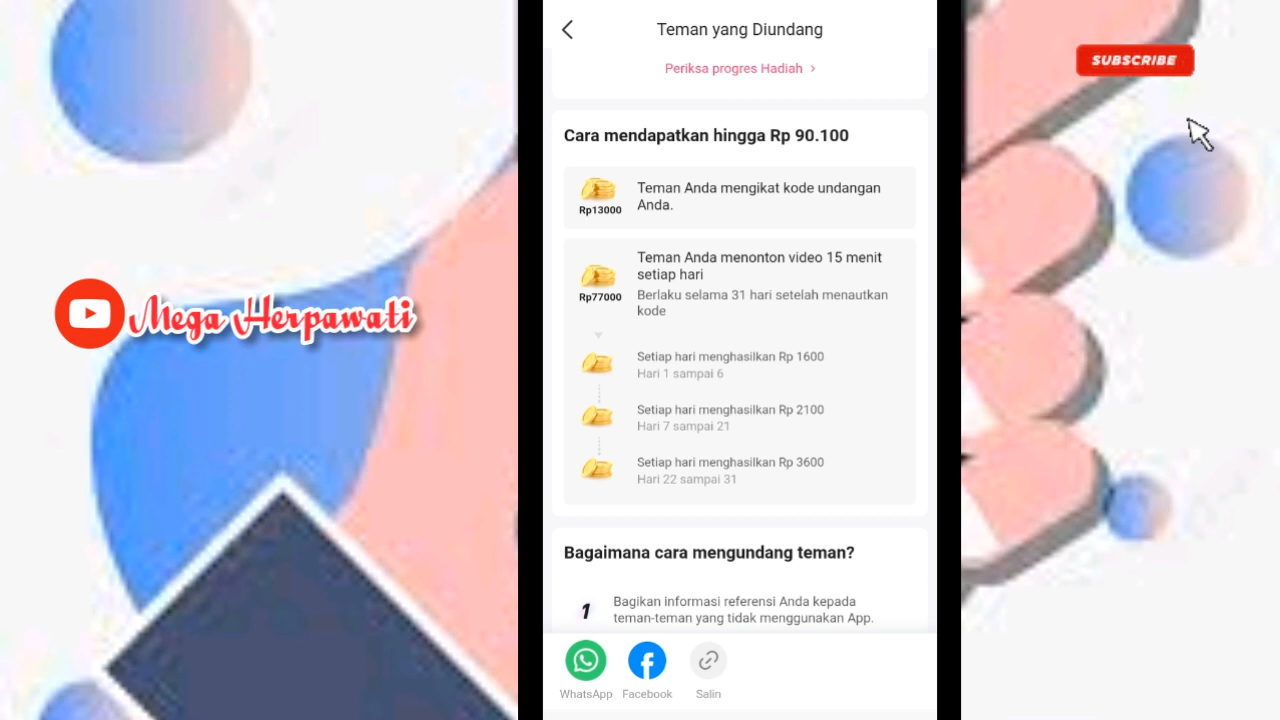 Teman yang Diundang
SUBSCRIBE
Periksa progres Hadiah
Cara mendapatkan hingga Rp 90.100
Teman Anda mengikat kode undangan
Anda.
Rp13000
Teman Anda menonton video 15 menit
setiap hari
Rp77000
Berlaku selama 31 hari setelah menautkan
kode
Mega Herpawati
Setiap hari menghasilkan Rp 1600
Hari 1 sampai 6
Setiap hari menghasilkan Rp 2100
Hari 7 sampai 21
Setiap hari menghasilkan Rp 3600
Hari 22 sampai 31
Bagaimana cara mengundang teman?
1
Bagikan informasi referensi Anda kepada
teman-teman yang tidak menggunakan App.
WhatsApp
Facebook
Salin